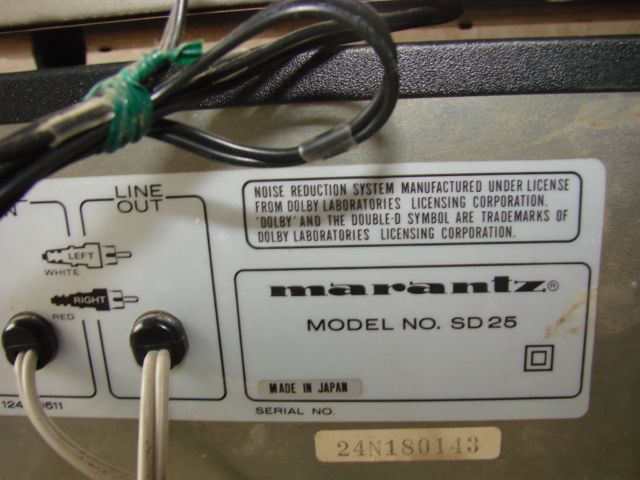 LINE
OUT
LEFT
WHITE
RIGHT
RED
NOISE REDUCTION SYSTEM MANUFACTURED UNDER LICENSE
FROM DOLBY LABORATORIES LICENSING CORPORATION.
'DOLBY' AND THE DOUBLE-D SYMBOL ARE TRADEMARKS OF
DOLBY LABORATORIES LICENSING CORPORATION.
marantz®
MODEL NO. SD25
MADE IN JAPAN
SERIAL NO.
24N180143